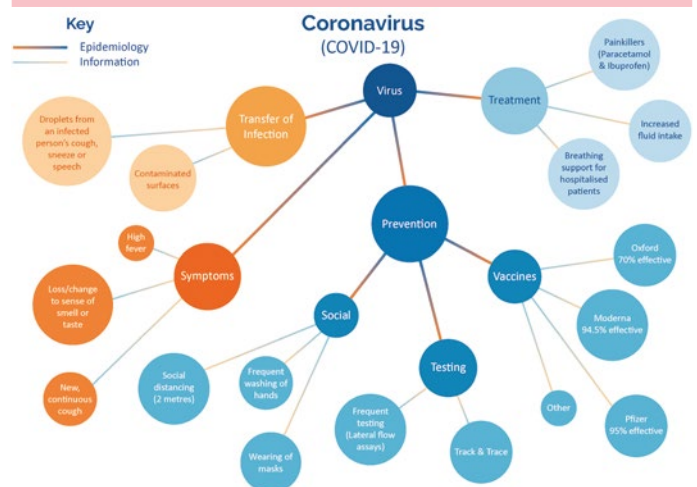 Key
Epidemiology
Information
Coronavirus
(COVID-19)
Virus
Transfer of
Infection
Droplets from
an infected
person's cough,
sneeze or
speech
Contaminated
surfaces
Treatment
Painkillers
(Paracetamol
& Ibuprofen)
Increased
fluid intake
Breathing
support for
hospitalised
patients
Symptoms
High
fever
Loss/change
to sense of
smell or
taste
New,
continuous
cough
Prevention
Social
Social
distancing
(2 metres)
Frequent
washing of
hands
Wearing of
masks
Testing
Frequent
testing
(Lateral flow
assays)
Track & Trace
Vaccines
Oxford
70% effective
Moderna
94.5% effective
Pfizer
95% effective
Other